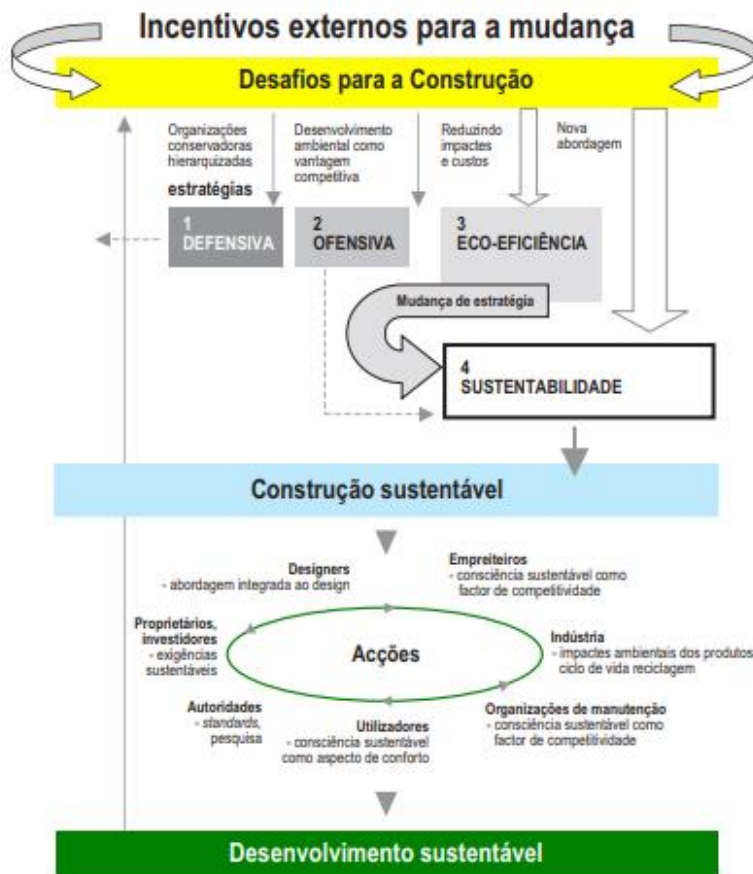 Incentivos externos para a mudança
Desafios para a Construção
Organizações
conservadoras
hierarquizadas
estratégias
Desenvolvimento
ambiental como
vantagem
competitiva
Reduzindo
impactes
e custos
Nova
abordagem
1
DEFENSIVA
2
OFENSIVA
3
ECO-EFICIÊNCIA
Mudança de estratégia
4
SUSTENTABILIDADE
Construção sustentável
Designers
- abordagem integrada ao design
Empreiteiros
- consciência sustentável como
factor de competitividade
Proprietários,
investidores
- exigências
sustentáveis
Acções
Indústria
- impactes ambientais dos produtos
ciclo de vida reciclagem
Autoridades
- standards,
pesquisa
Utilizadores
- consciência sustentável
como aspecto de conforto
Organizações de manutenção
- consciência sustentável como
factor de competitividade
Desenvolvimento sustentável